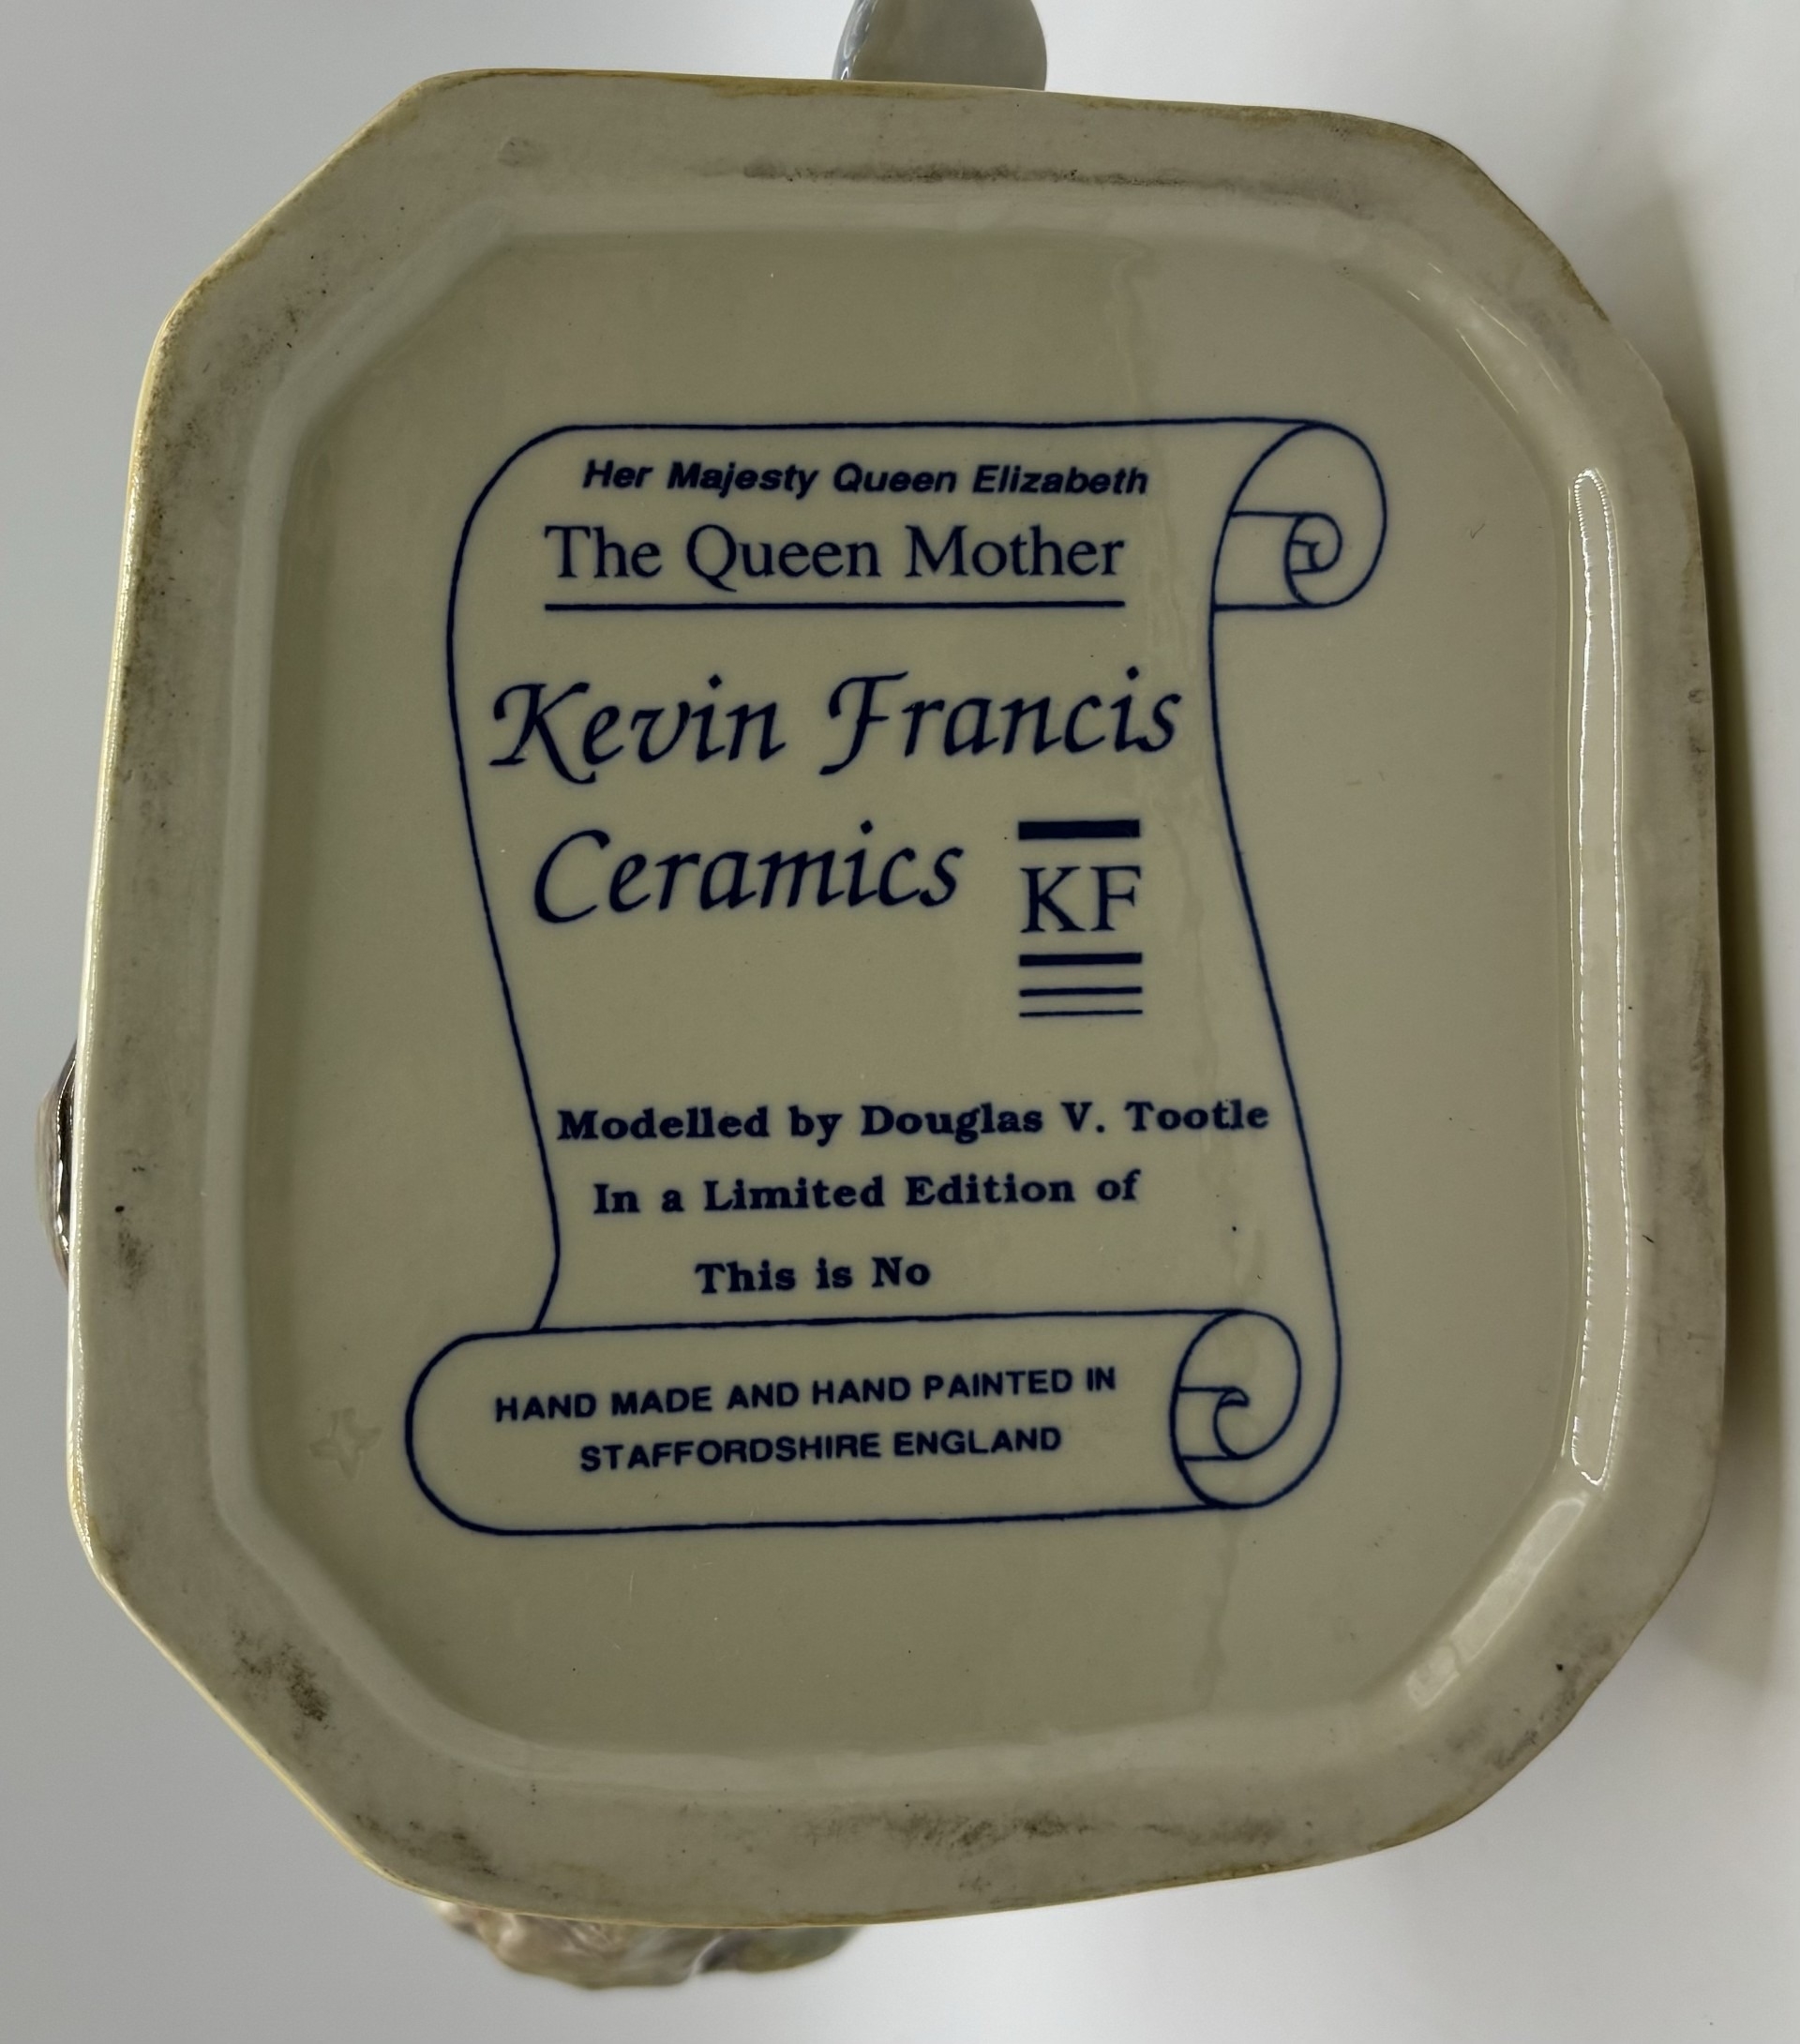 Her Majesty Queen Elizabeth
The Queen Mother
Kevin Francis
Ceramics
KF
Modelled by Douglas V. Tootle
In a Limited Edition of
This is No
HAND MADE AND HAND PAINTED IN
STAFFORDSHIRE ENGLAND